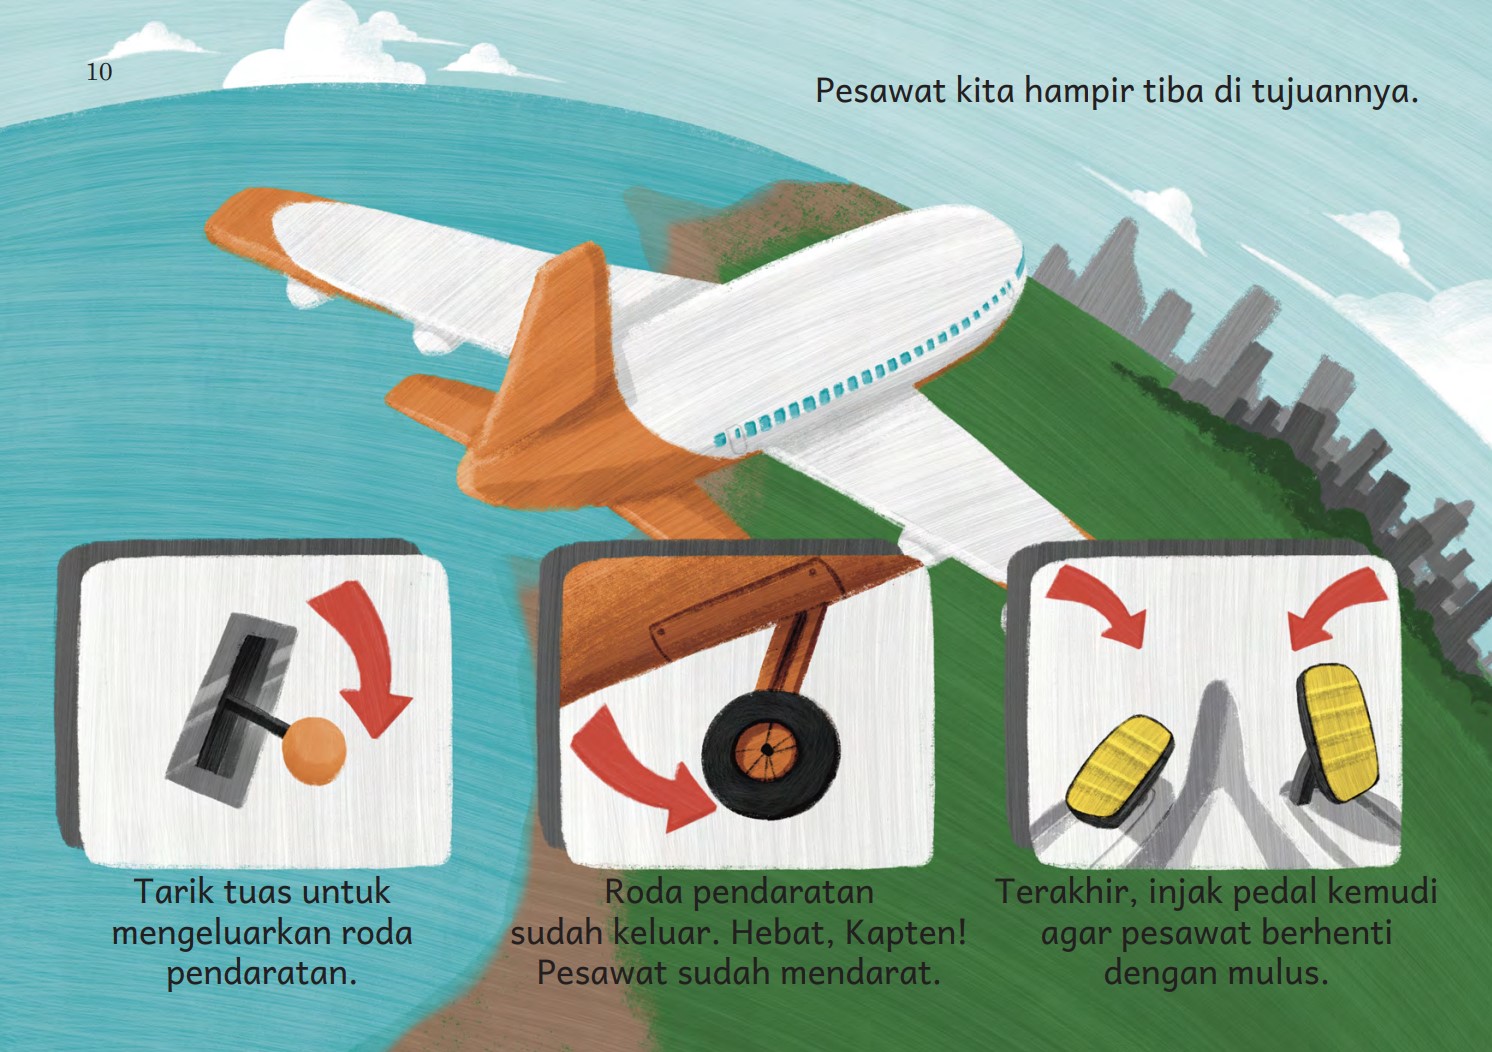 10
Pesawat kita hampir tiba di tujuannya.
Tarik tuas untuk
mengeluarkan roda
pendaratan.
Roda pendaratan
sudah keluar. Hebat, Kapten!
Pesawat sudah mendarat.
Terakhir, injak pedal kemudi
agar pesawat berhenti
dengan mulus.